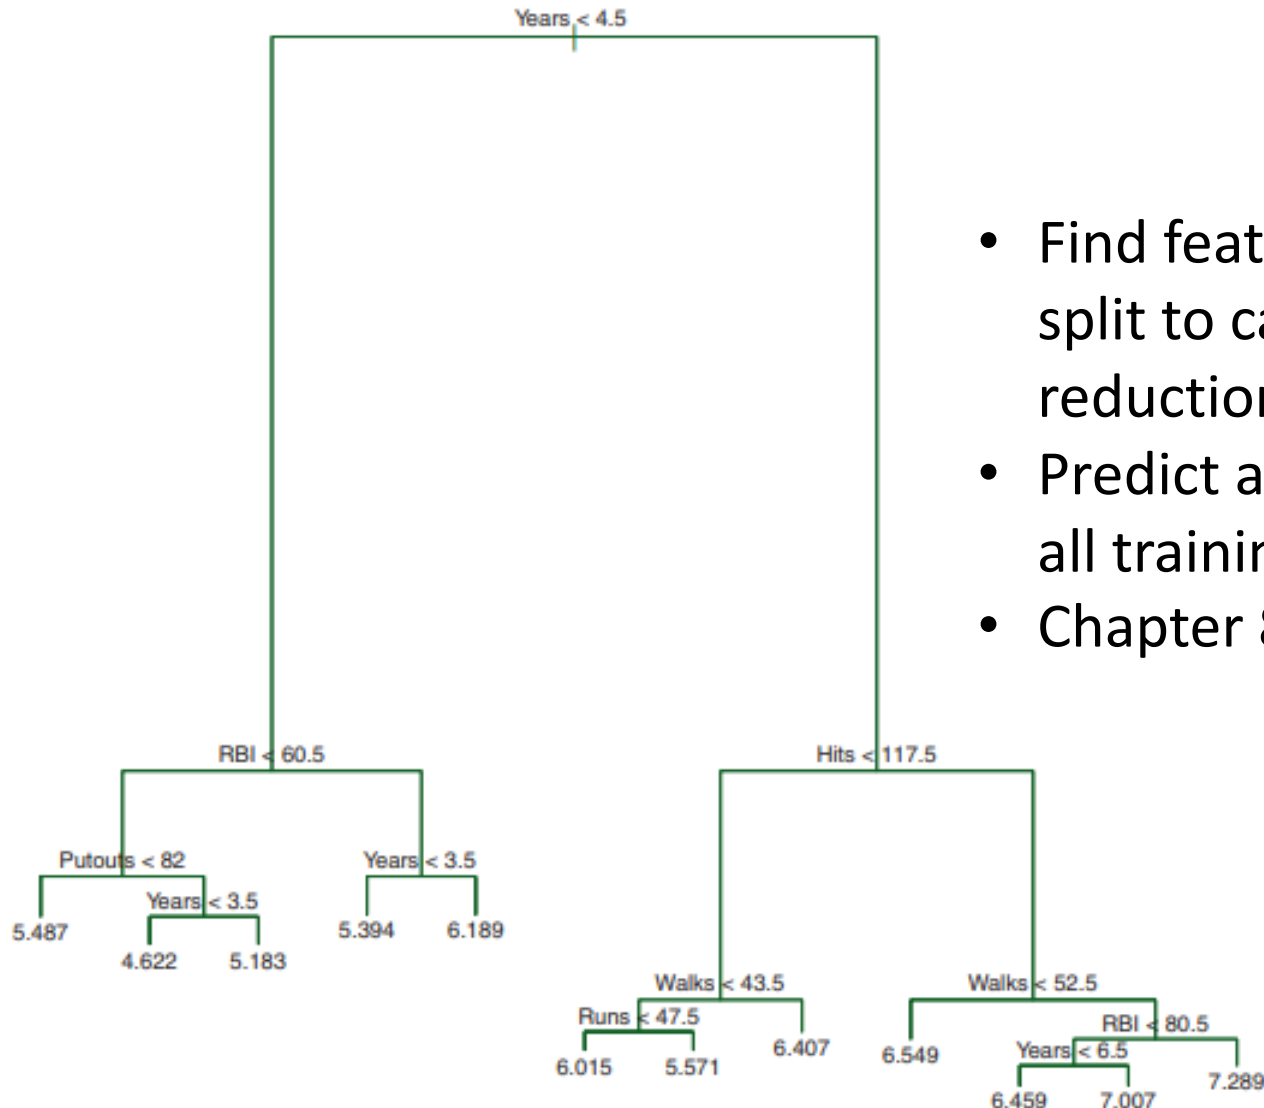 Years < 4.5
• Find feat
split to ca
reduction
• Predict a
all trainin
• Chapter 8
RBI < 60.5
Hits < 117.5
Putouts < 82
Years < 3.5
Years < 3.5
5.487
5.394
6.189
4.622
5.183
Walks < 43.5
Walks < 52.5
Runs < 47.5
RBI < 80.5
6.407
6.549
Years < 6.5
6.015
5.571
7.289
6.459
7.007